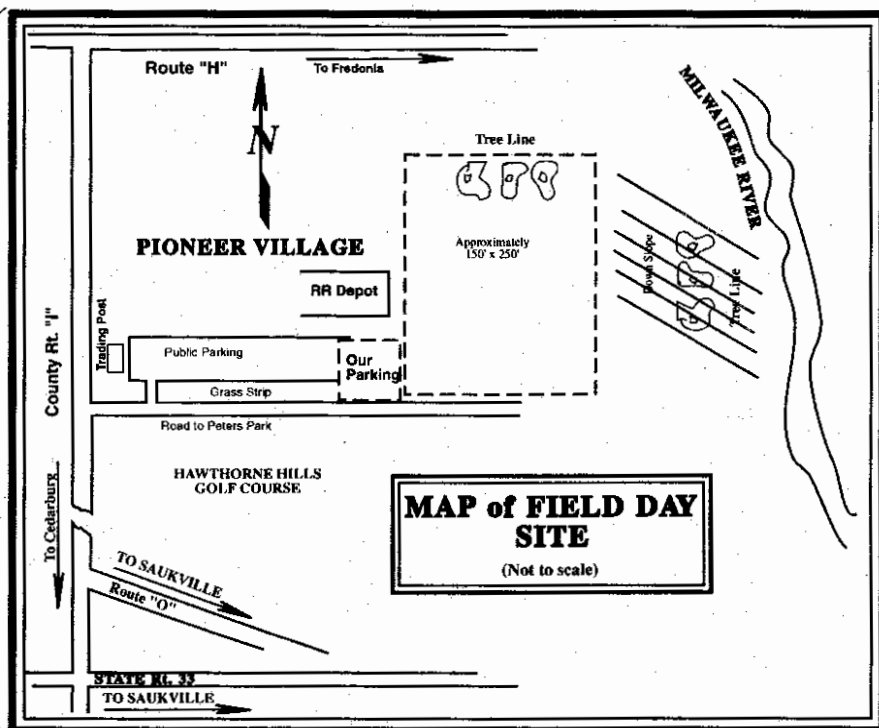 Route "H"
To Fredonia
N
MILWAUKEE RIVER
Tree Line
PIONEER VILLAGE
Approximately
150' x 250'
Down Slope
Tree Line
RR Depot
County Rt. "I"
Trading Post
Public Parking
Our
Parking
Grass Strip
Road to Peters Park
HAWTHORNE HILLS
GOLF COURSE
MAP of FIELD DAY
SITE
(Not to scale)
To Cedarburg
TO SAUKVILLE
Route "O"
STATE Rt. 33
TO SAUKVILLE